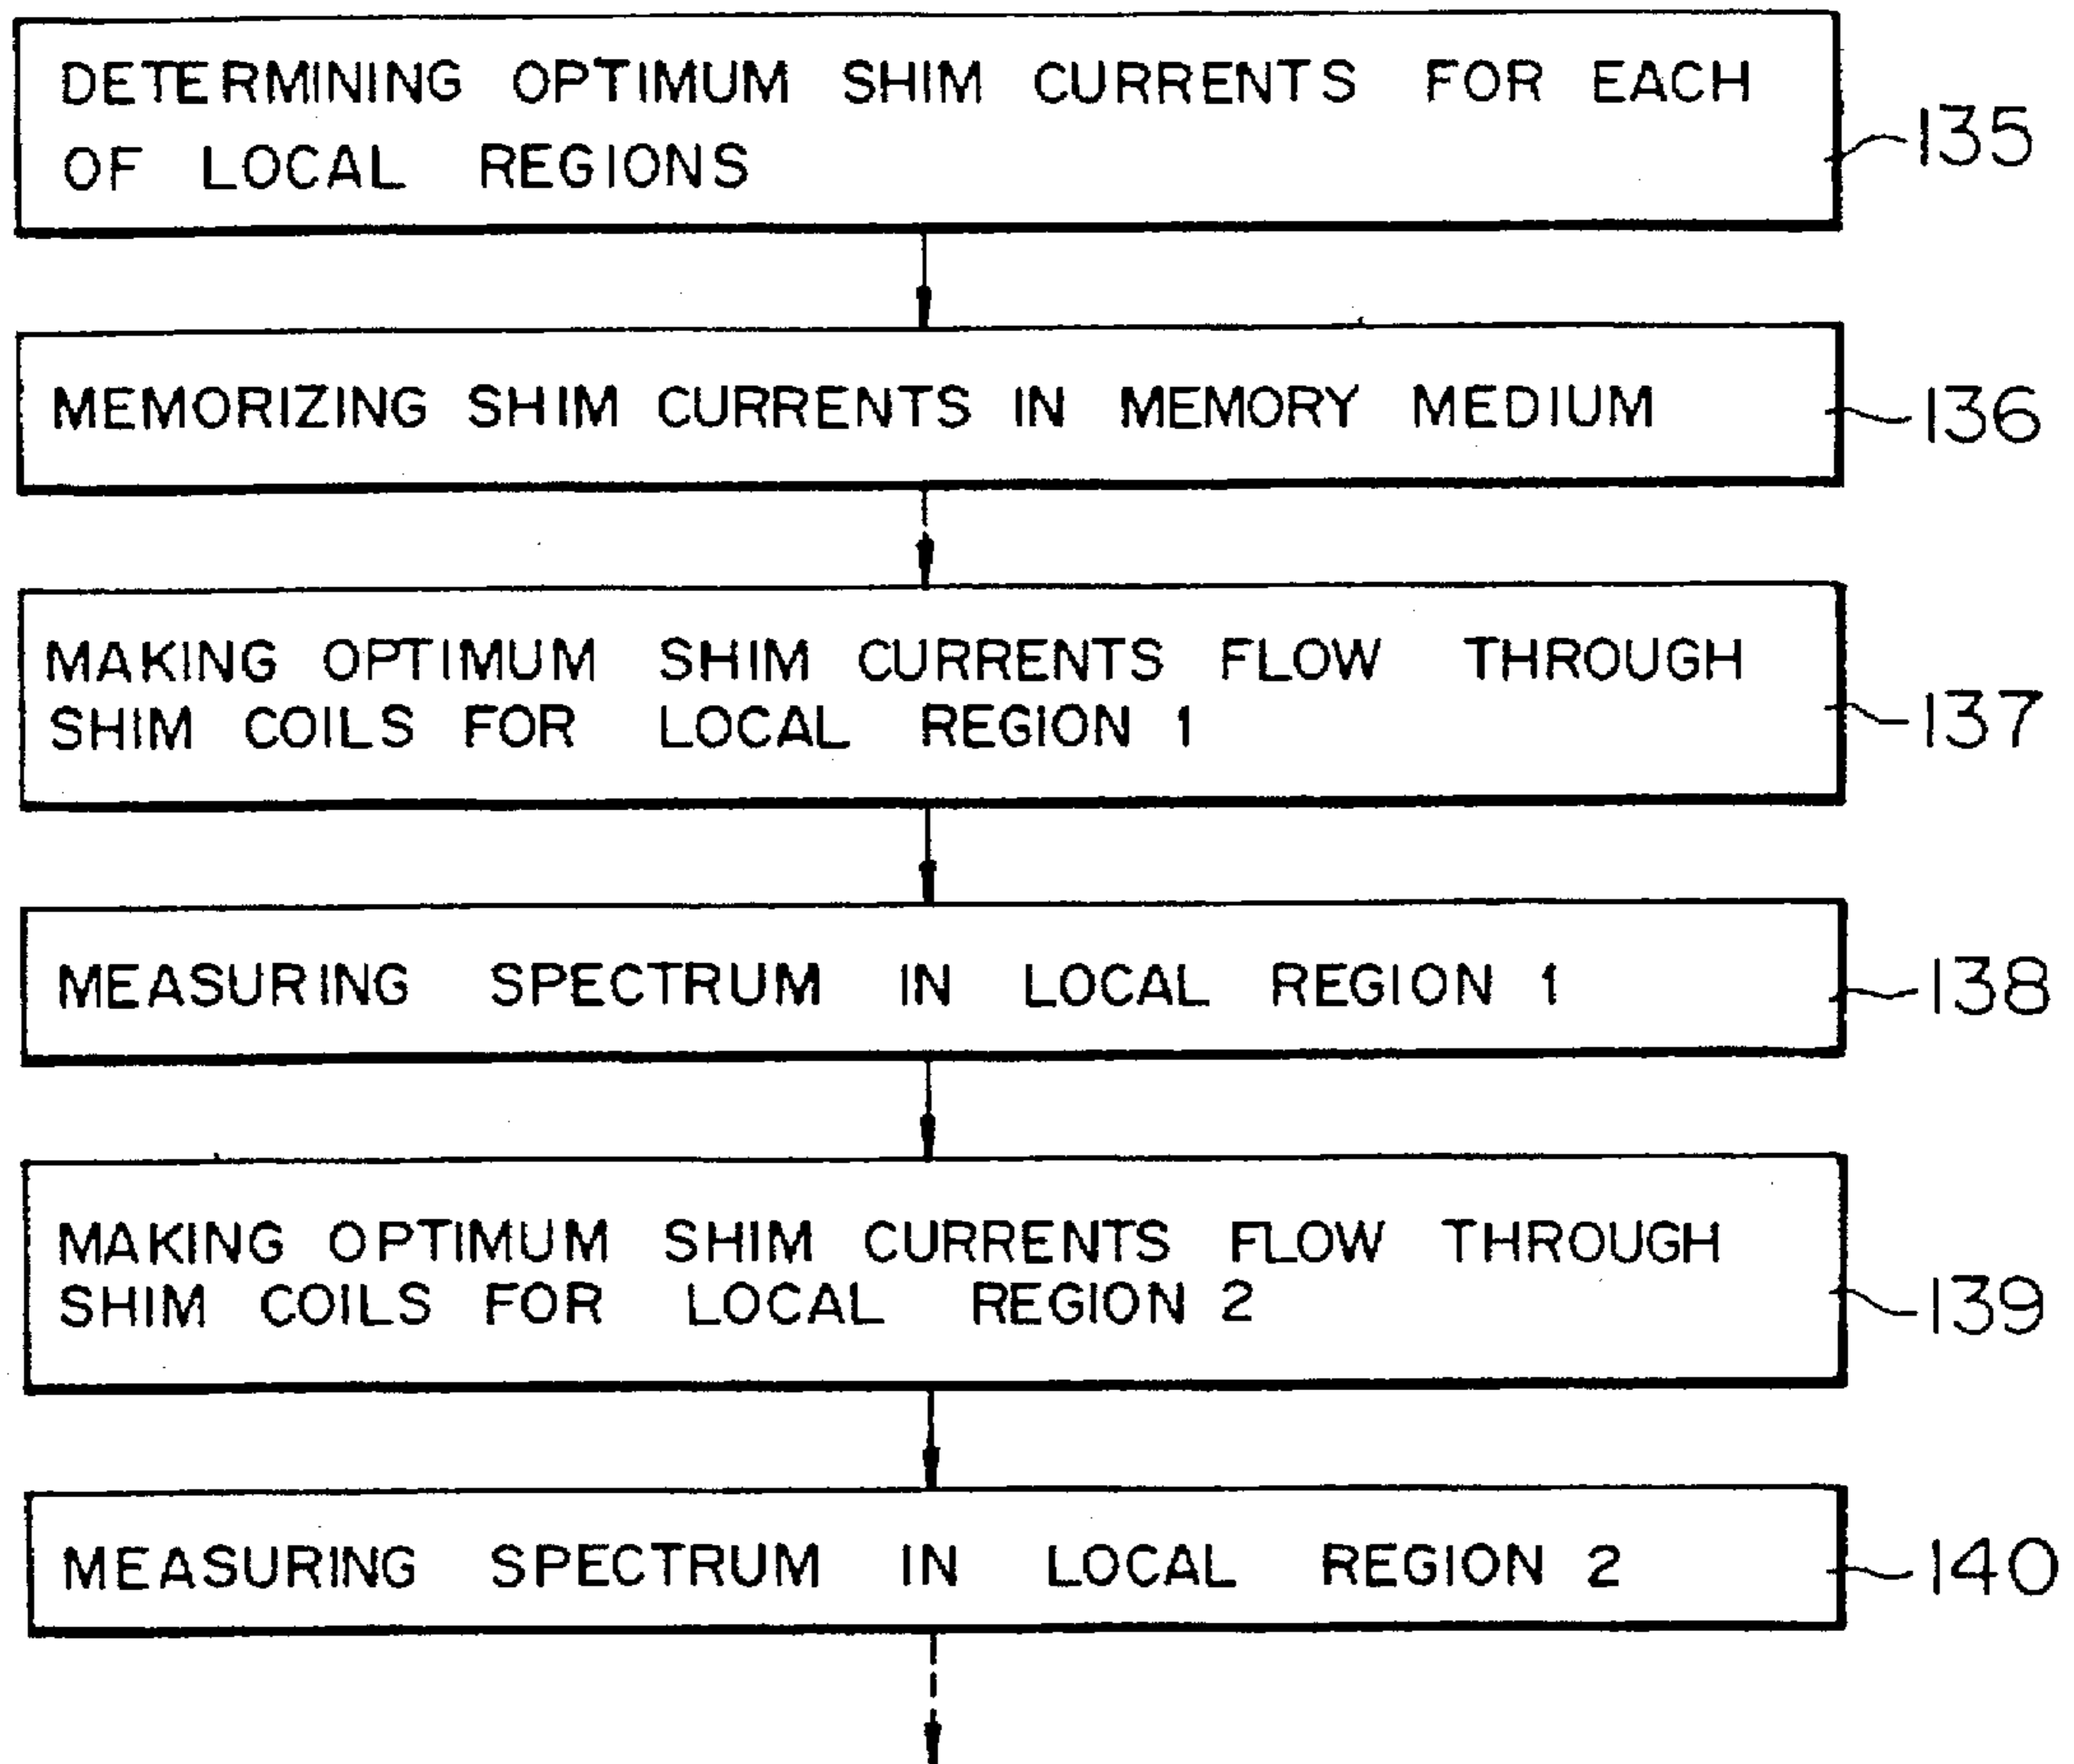 DETERMINING OPTIMUM SHIM CURRENTS FOR EACH
OF LOCAL REGIONS
135
MEMORIZING SHIM CURRENTS IN MEMORY MEDIUM
136
MAKING OPTIMUM SHIM CURRENTS FLOW THROUGH
SHIM COILS FOR LOCAL REGION 1
137
MEASURING SPECTRUM IN LOCAL REGION 1
138
MAKING OPTIMUM SHIM CURRENTS FLOW THROUGH
SHIM COILS FOR LOCAL REGION 2
139
MEASURING SPECTRUM IN LOCAL REGION 2
140